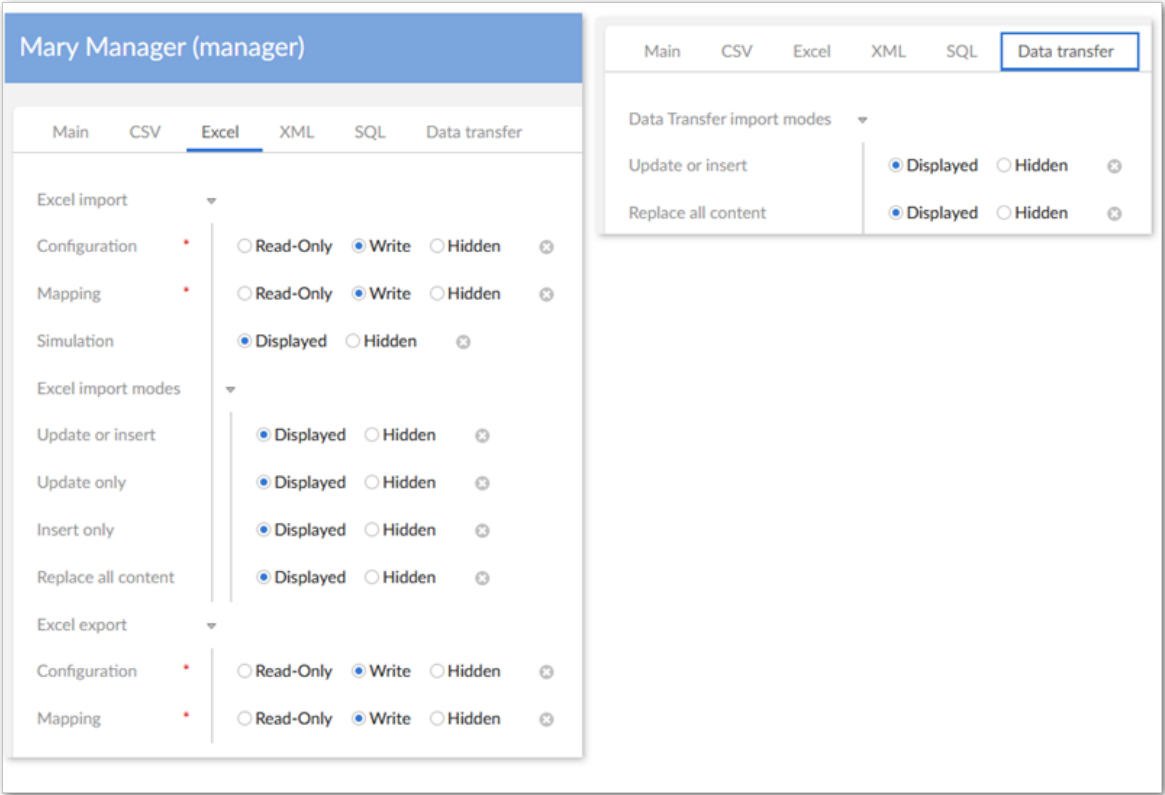 Mary Manager (manager)
Main CSV Excel XML SQL Data transfer
Excel import
Configuration * Read-Only Write Hidden
Mapping * Read-Only Write Hidden
Simulation Displayed Hidden
Excel import modes
Update or insert Displayed Hidden
Update only Displayed Hidden
Insert only Displayed Hidden
Replace all content Displayed Hidden
Excel export
Configuration * Read-Only Write Hidden
Mapping * Read-Only Write Hidden
Main CSV Excel XML SQL Data transfer
Data Transfer import modes
Update or insert Displayed Hidden
Replace all content Displayed Hidden